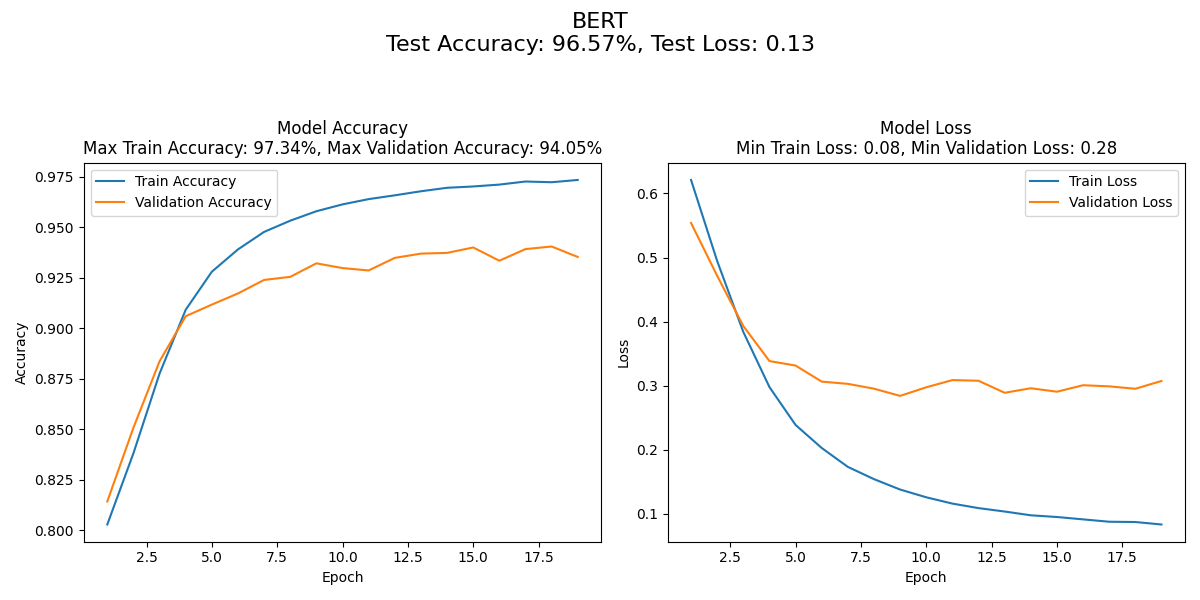 BERT
Test Accuracy: 96.57%, Test Loss: 0.13
Model Accuracy
Max Train Accuracy: 97.34%, Max Validation Accuracy: 94.05%
Train Accuracy
Validation Accuracy
0.975
0.950
0.925
0.900
0.875
0.850
0.825
0.800
Accuracy
2.5 5.0 7.5 10.0 12.5 15.0 17.5
Epoch
Model Loss
Min Train Loss: 0.08, Min Validation Loss: 0.28
Train Loss
Validation Loss
0.6
0.5
0.4
0.3
0.2
0.1
Loss
2.5 5.0 7.5 10.0 12.5 15.0 17.5
Epoch